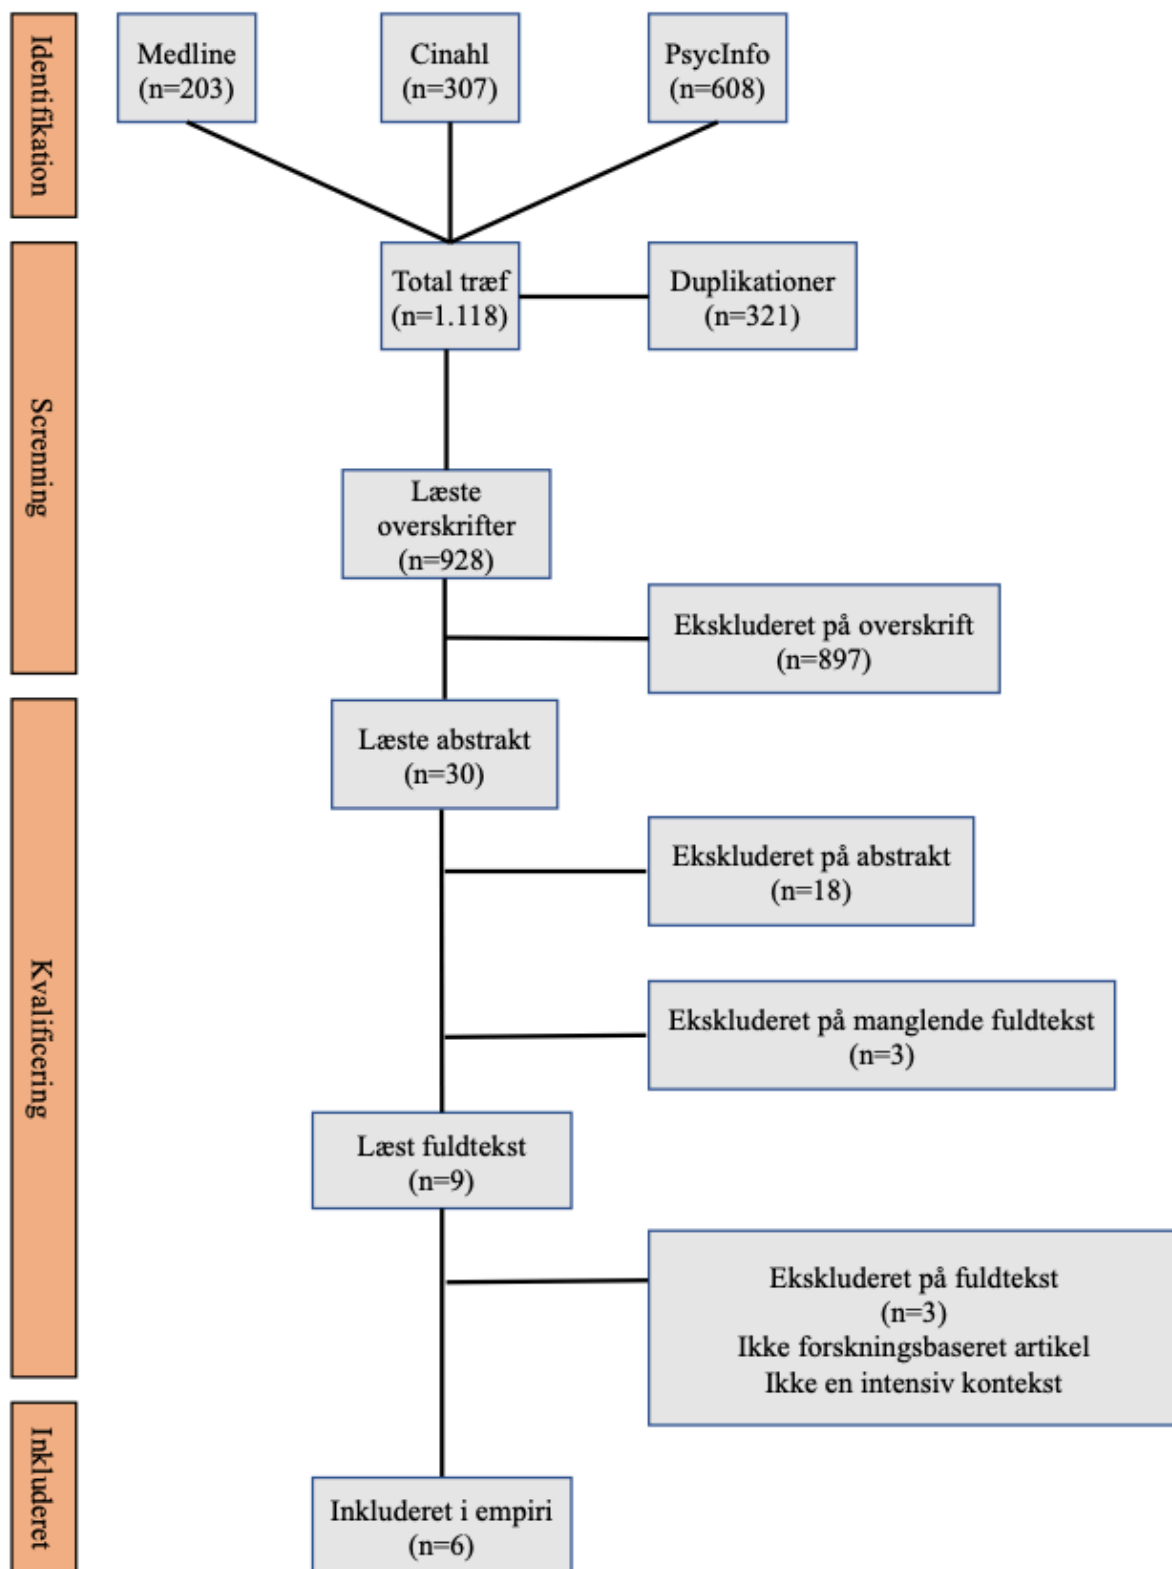 Identifikation
Medline
(n=203)
Cinahl
(n=307)
PsycInfo
(n=608)
Screnning
Total træf
(n=1.118)
Duplikationer
(n=321)
Læste
overskrifter
(n=928)
Ekskluderet på overskrift
(n=897)
Kvalificering
Læste abstrakt
(n=30)
Ekskluderet på abstrakt
(n=18)
Ekskluderet på manglende fuldtekst
(n=3)
Læst fuldtekst
(n=9)
Ekskluderet på fuldtekst
(n=3)
Ikke forskningsbaseret artikel
Ikke en intensiv kontekst
Inkluderet
Inkluderet i empiri
(n=6)